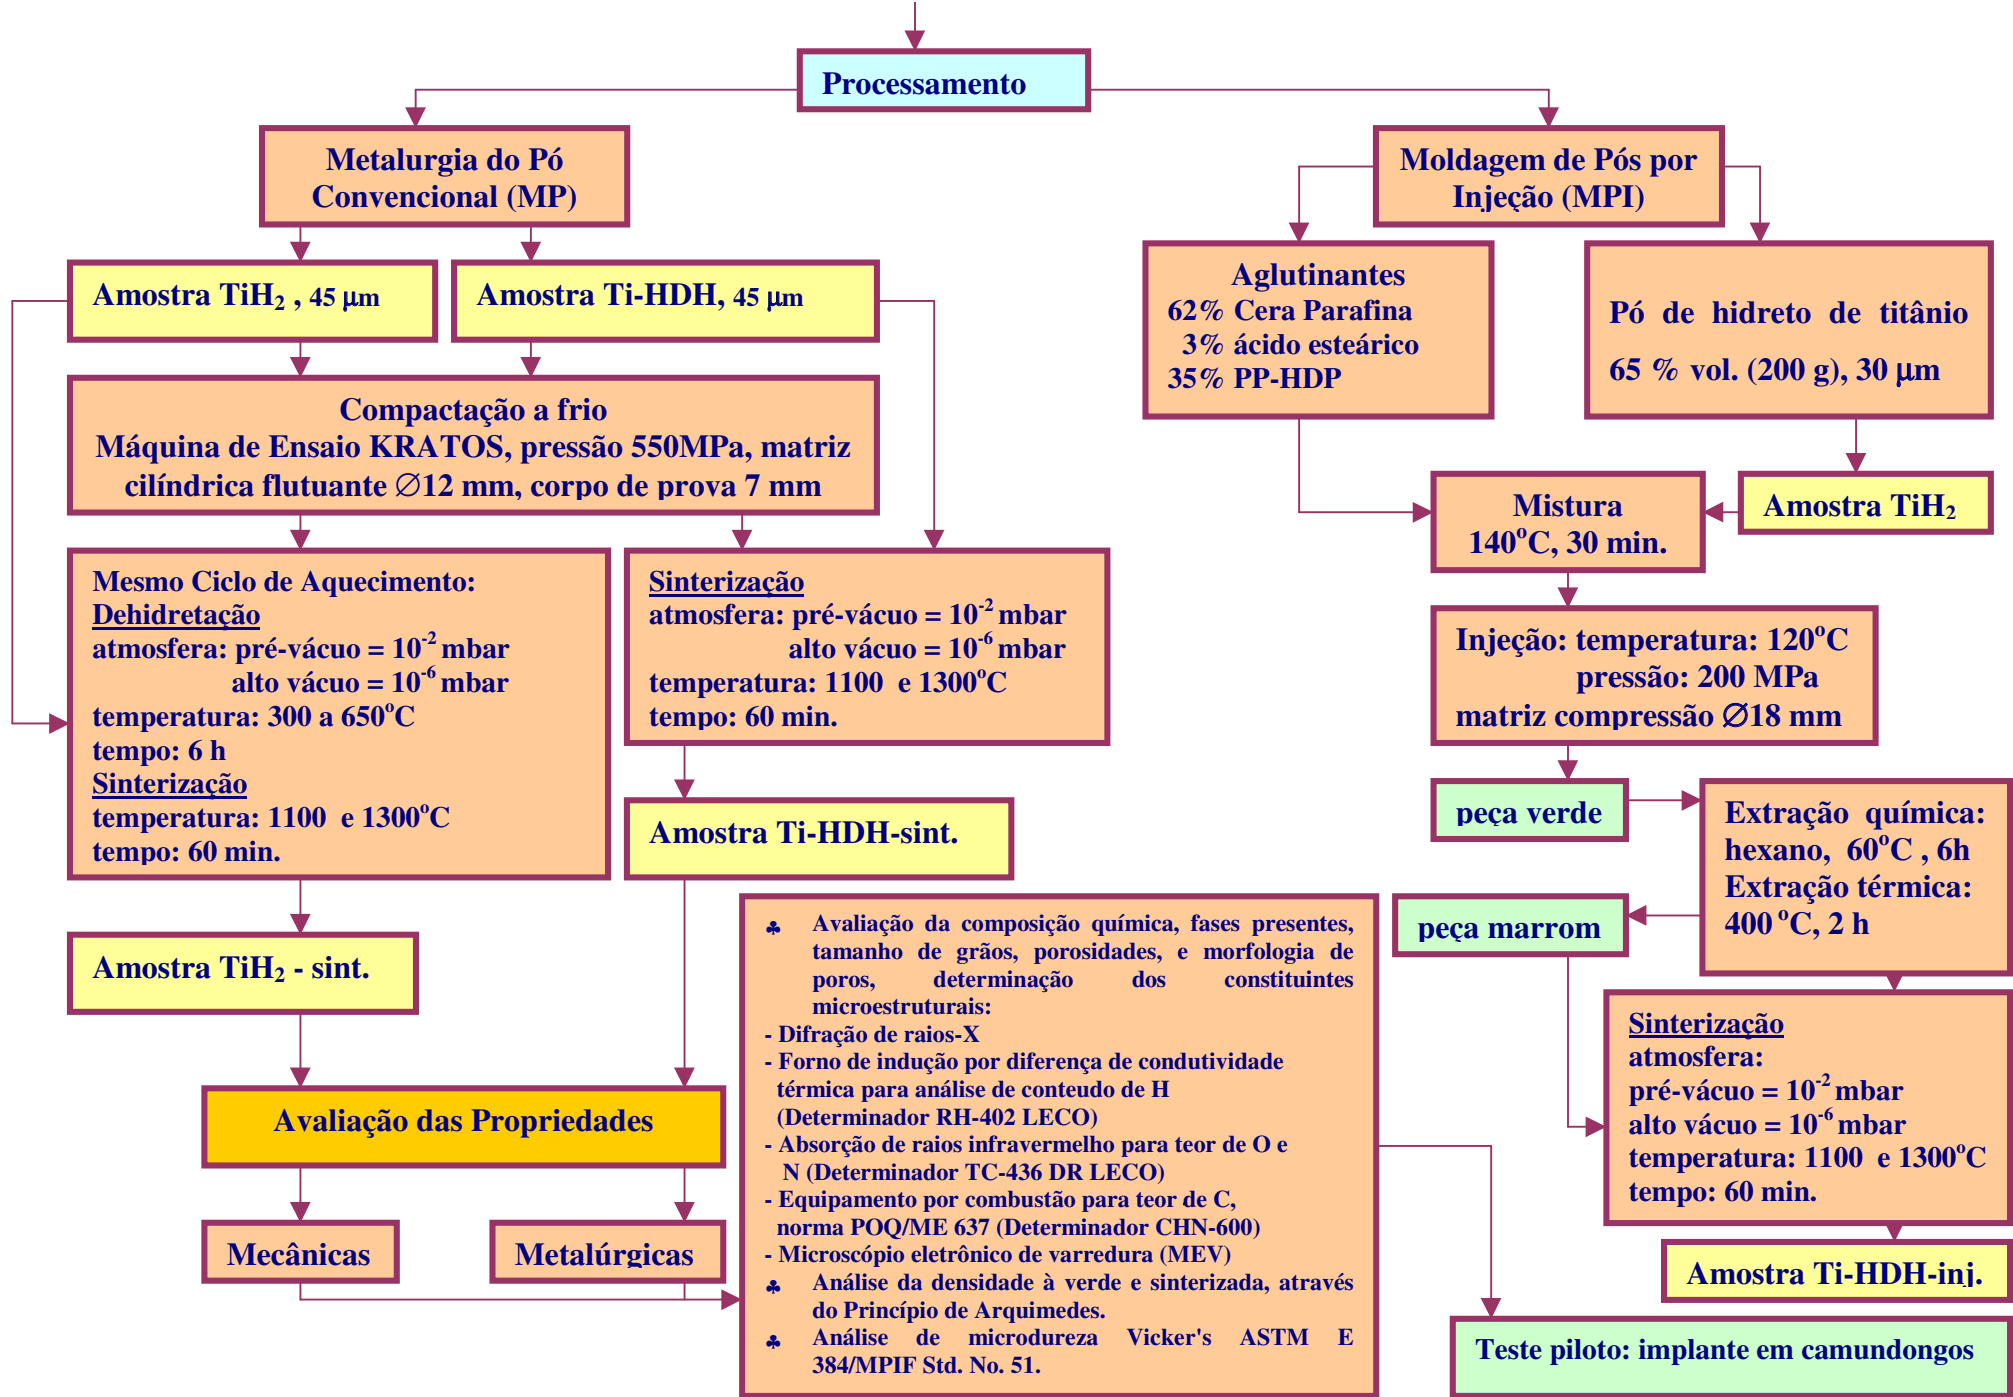 Processamento
Metalurgia do Pó
Convencional (MP)
Moldagem de Pós por
Injeção (MPI)
Amostra TiH₂ , 45 μm
Amostra Ti-HDH, 45 μm
Aglutinantes
62% Cera Parafina
3% ácido esteárico
35% PP-HDP
Pó de hidreto de titânio
65 % vol. (200 g), 30 μm
Compactação a frio
Máquina de Ensaio KRATOS, pressão 550MPa, matriz
cilíndrica flutuante ∅12 mm, corpo de prova 7 mm
Mistura
140°C, 30 min.
Amostra TiH₂
Mesmo Ciclo de Aquecimento:
Dehidretação
atmosfera: pré-vácuo = 10⁻² mbar
alto vácuo = 10⁻⁶ mbar
temperatura: 300 a 650°C
tempo: 6 h
Sinterização
temperatura: 1100 e 1300°C
tempo: 60 min.
Sinterização
atmosfera: pré-vácuo = 10⁻² mbar
alto vácuo = 10⁻⁶ mbar
temperatura: 1100 e 1300°C
tempo: 60 min.
Injeção: temperatura: 120°C
pressão: 200 MPa
matriz compressão ∅18 mm
peça verde
Extração química:
hexano, 60°C , 6h
Extração térmica:
400 °C, 2 h
peça marrom
Amostra Ti-HDH-sint.
Amostra TiH₂ - sint.
♣ Avaliação da composição química, fases presentes,
tamanho de grãos, porosidades, e morfologia de
poros, determinação dos constituintes
microestruturais:
- Difração de raios-X
- Forno de indução por diferença de condutividade
térmica para análise de conteudo de H
(Determinador RH-402 LECO)
- Absorção de raios infravermelho para teor de O e
N (Determinador TC-436 DR LECO)
- Equipamento por combustão para teor de C,
norma POQ/ME 637 (Determinador CHN-600)
- Microscópio eletrônico de varredura (MEV)
♣ Análise da densidade à verde e sinterizada, através
do Princípio de Arquimedes.
♣ Análise de microdureza Vicker's ASTM E
384/MPIF Std. No. 51.
Sinterização
atmosfera:
pré-vácuo = 10⁻² mbar
alto vácuo = 10⁻⁶ mbar
temperatura: 1100 e 1300°C
tempo: 60 min.
Avaliação das Propriedades
Mecânicas
Metalúrgicas
Amostra Ti-HDH-inj.
Teste piloto: implante em camundongos